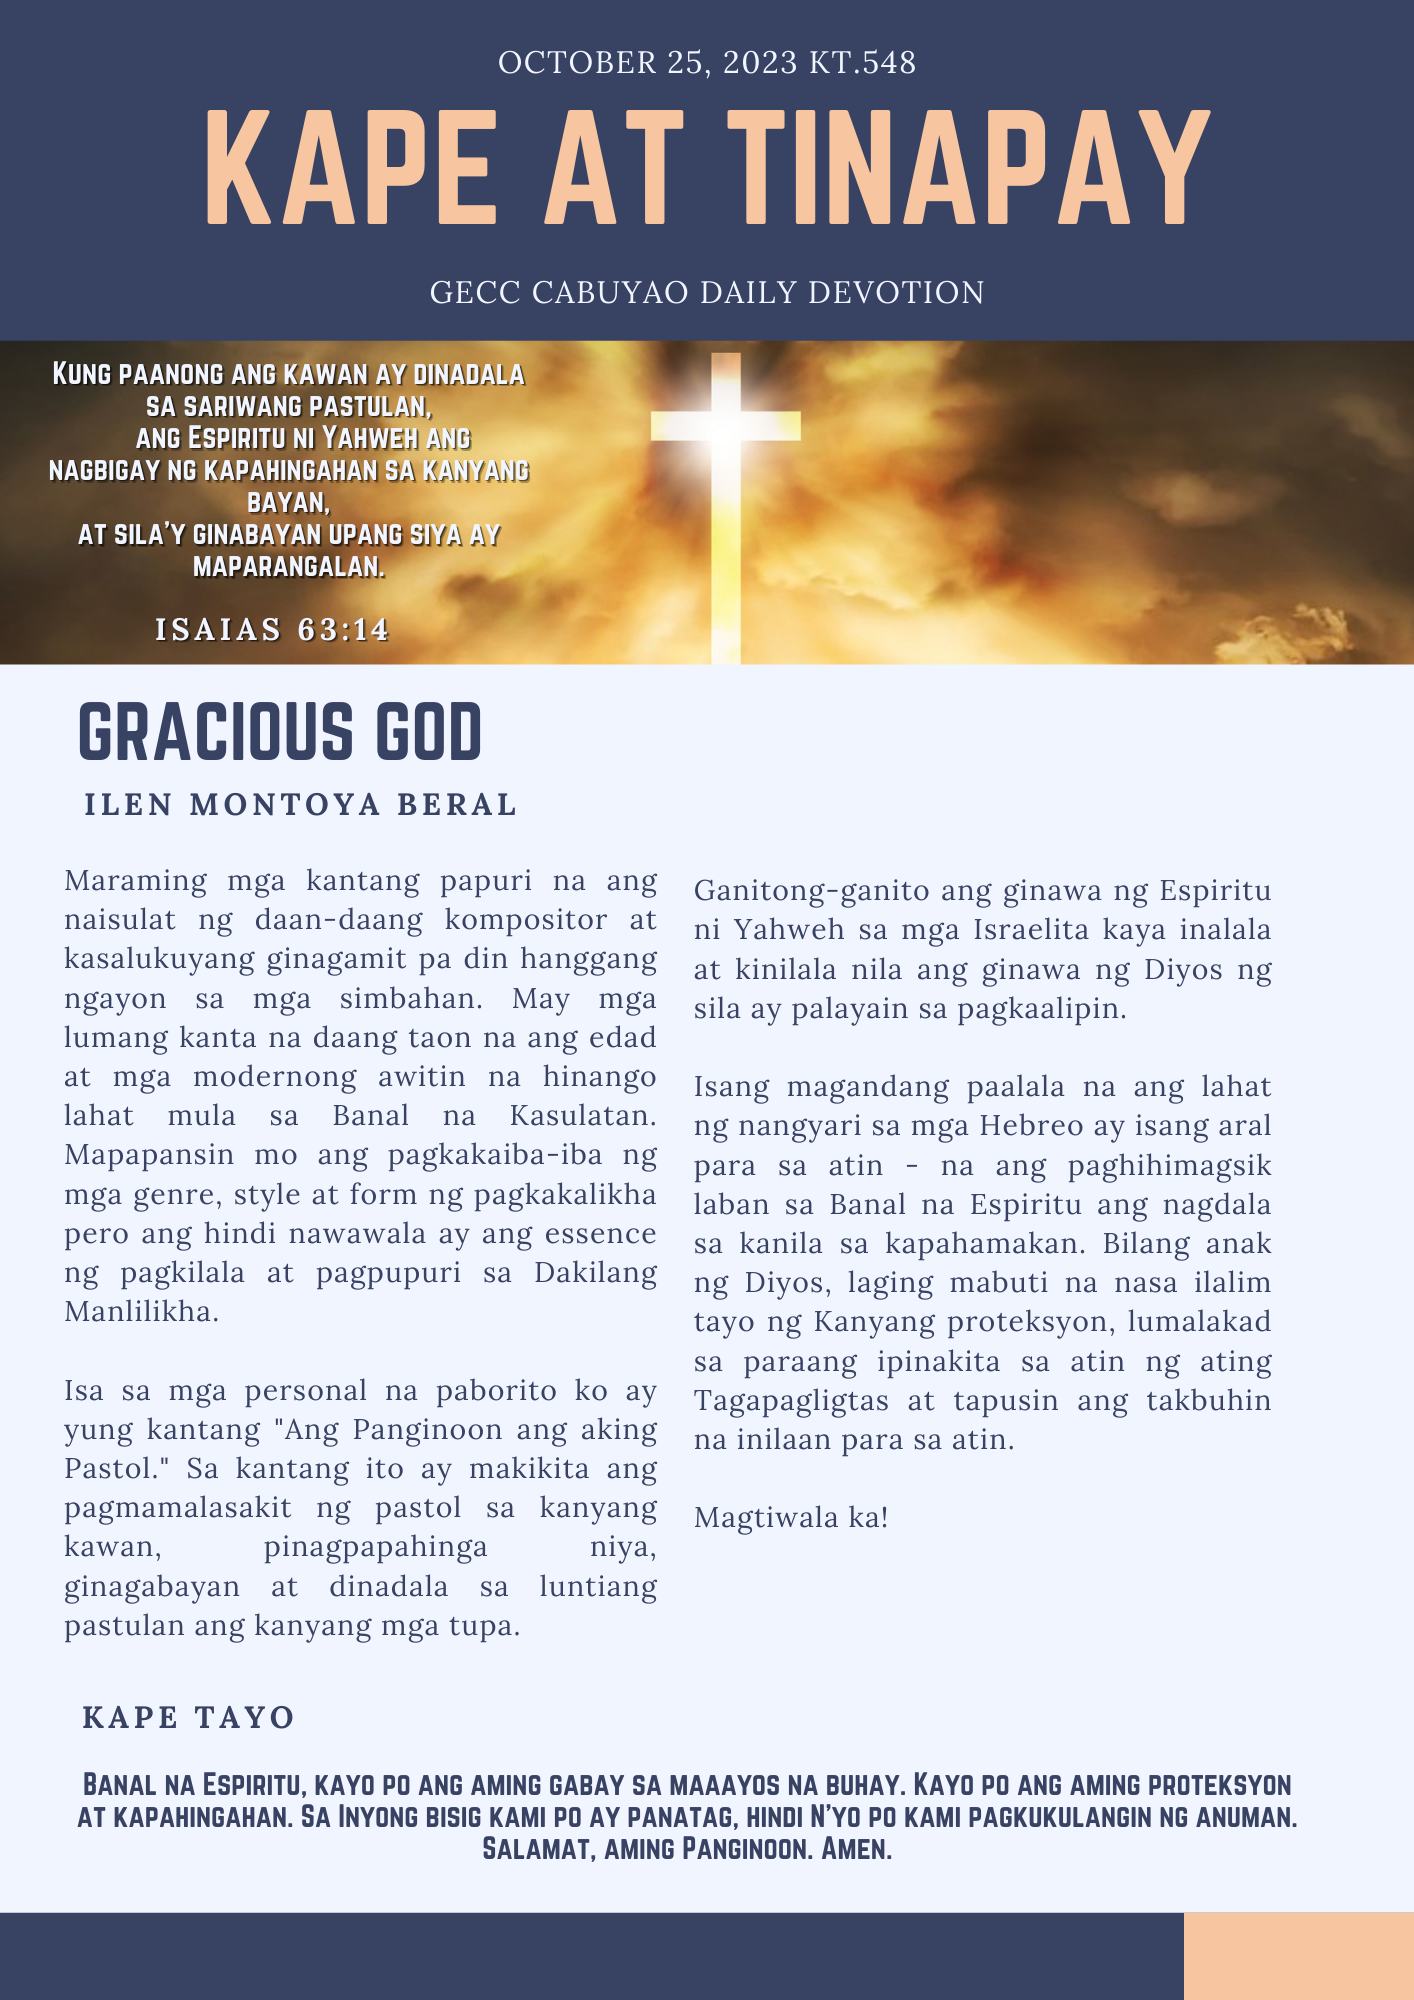 OCTOBER 25, 2023 KT.548
KAPE AT TINAPAY
GECC CABUYAO DAILY DEVOTION
Kung paanong ang kawan ay dinadala
sa sariwang pastulan,
ang Espiritu ni Yahweh ang
nagbigay ng kapahingahan sa kanyang
bayan,
at sila'y ginabayan upang siya ay
maparangalan.
ISAIAS 63:14
GRACIOUS GOD
ILEN MONTOYA BERAL
Maraming mga kantang papuri na ang
naisulat ng daan-daang kompositor at
kasalukuyang ginagamit pa din hanggang
ngayon sa mga simbahan. May mga
lumang kanta na daang taon na ang edad
at mga modernong awitin na hinango
lahat mula sa Banal na Kasulatan.
Mapapansin mo ang pagkakaiba-iba ng
mga genre, style at form ng pagkakalikha
pero ang hindi nawawala ay ang essence
ng pagkilala at pagpupuri sa Dakilang
Manlilikha.
Isa sa mga personal na paborito ko ay
yung kantang "Ang Panginoon ang aking
Pastol." Sa kantang ito ay makikita ang
pagmamalasakit ng pastol sa kanyang
kawan, pinagpapahinga niya,
ginagabayan at dinadala sa luntiang
pastulan ang kanyang mga tupa.
Ganitong-ganito ang ginawa ng Espiritu
ni Yahweh sa mga Israelita kaya inalala
at kinilala nila ang ginawa ng Diyos ng
sila ay palayain sa pagkaalipin.
Isang magandang paalala na ang lahat
ng nangyari sa mga Hebreo ay isang aral
para sa atin - na ang paghihimagsik
laban sa Banal na Espiritu ang nagdala
sa kanila sa kapahamakan. Bilang anak
ng Diyos, laging mabuti na nasa ilalim
tayo ng Kanyang proteksyon, lumalakad
sa paraang ipinakita sa atin ng ating
Tagapagligtas at tapusin ang takbuhin
na inilaan para sa atin.
Magtiwala ka!
KAPE TAYO
Banal na Espiritu, kayo po ang aming gabay sa maaayos na buhay. Kayo po ang aming proteksyon
at kapahingahan. Sa Inyong bisig kami po ay panatag, hindi N'yo po kami pagkukulangin ng anuman.
Salamat, aming Panginoon. Amen.